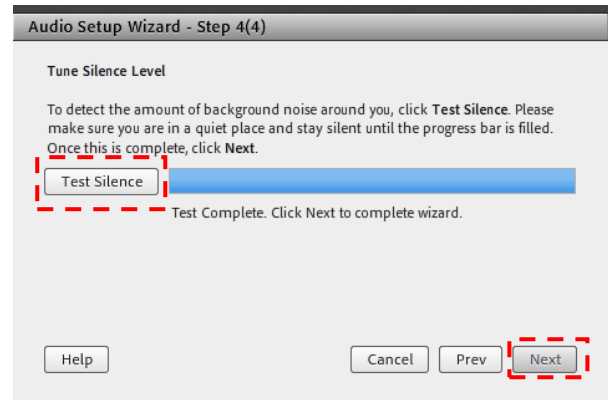 Audio Setup Wizard - Step 4(4)
Tune Silence Level
To detect the amount of background noise around you, click Test Silence. Please
make sure you are in a quiet place and stay silent until the progress bar is filled.
Once this is complete, click Next.
Test Silence
Test Complete. Click Next to complete wizard.
Help
Cancel
Prev
Next